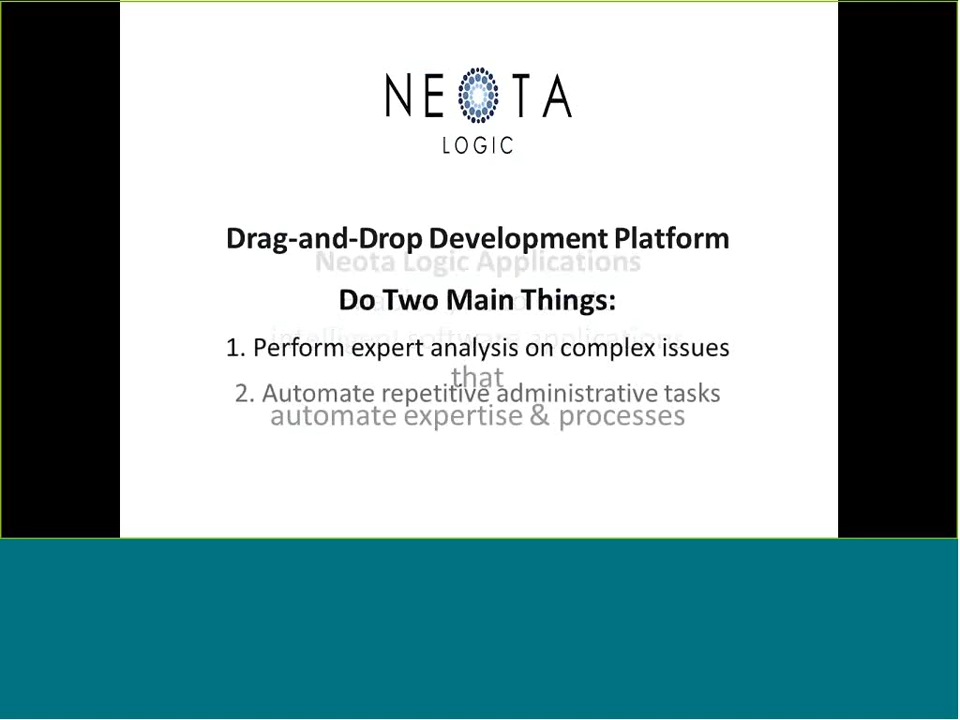 NEOTA
LOGIC
Drag-and-Drop Development Platform
Neota Logic Applications
Do Two Main Things:
intelligent software applications
1. Perform expert analysis on complex issues
that
2. Automate repetitive administrative tasks
automate expertise & processes